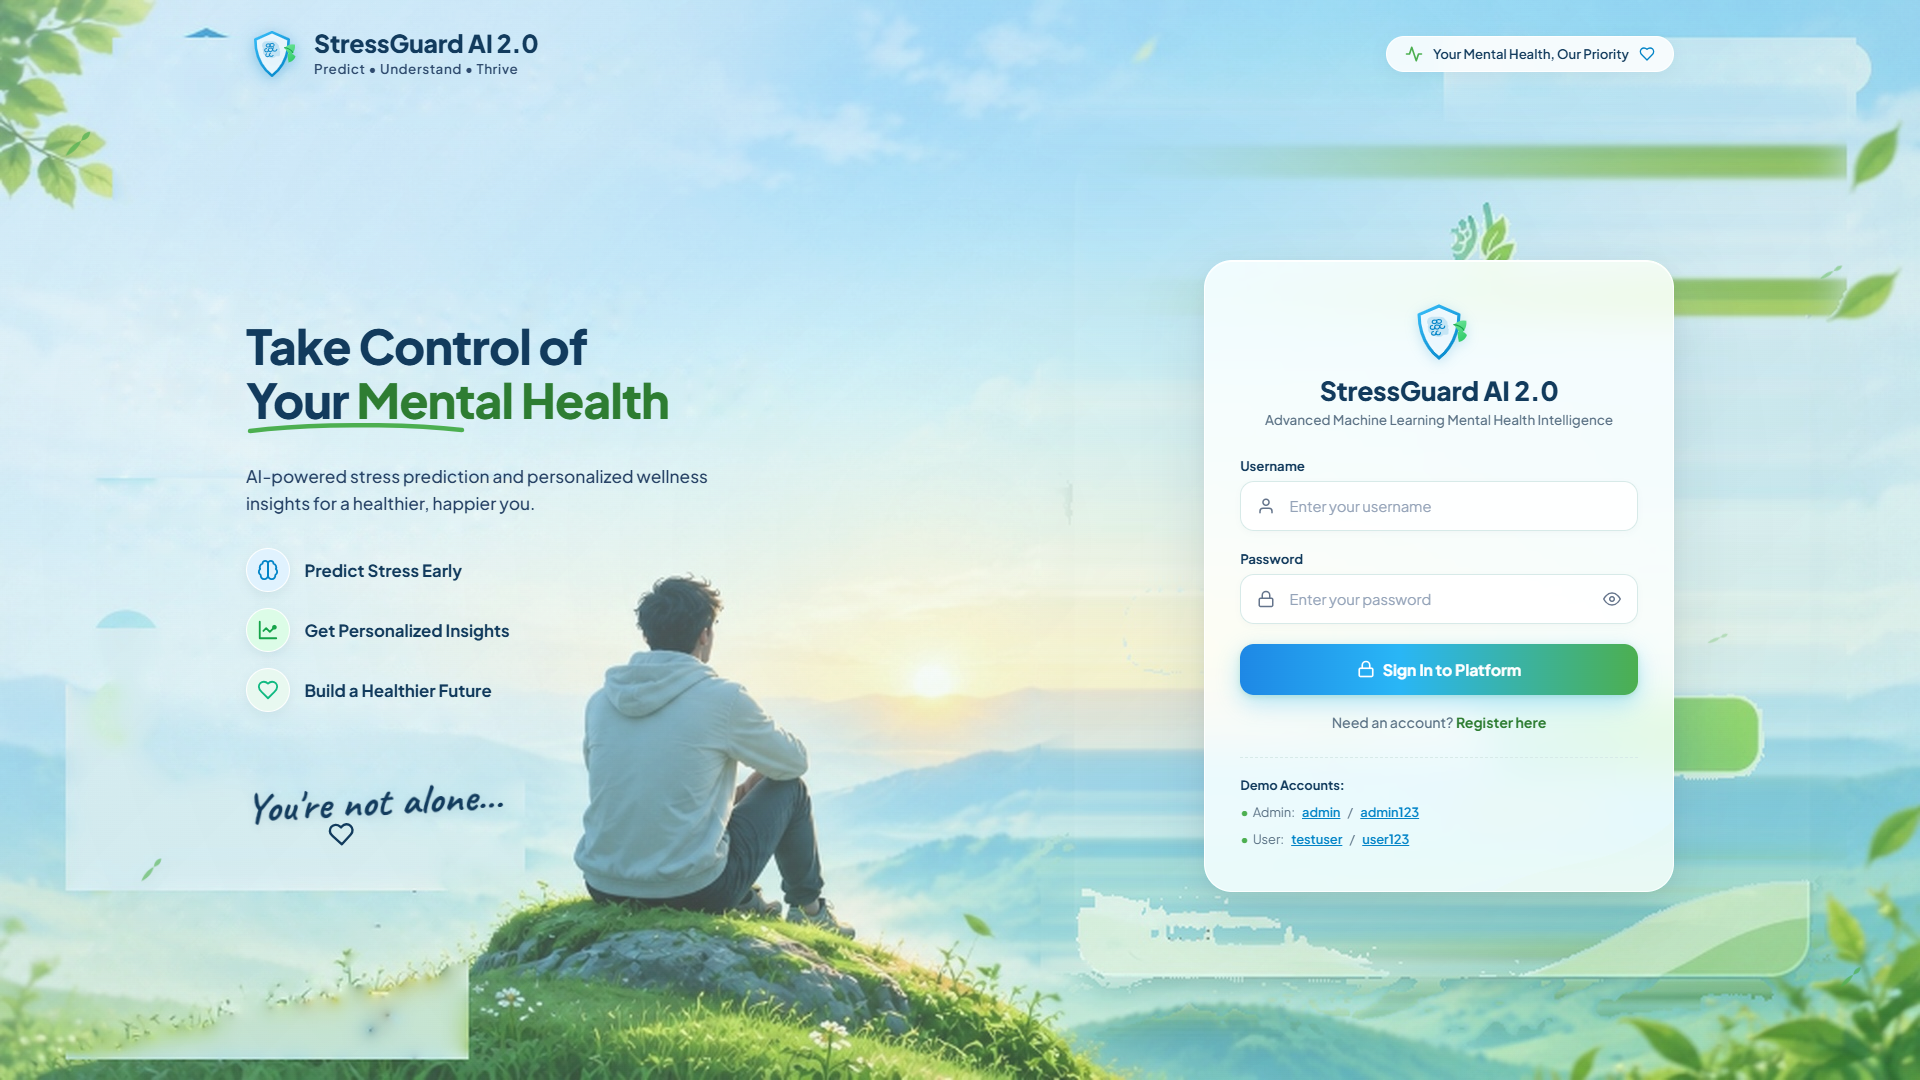 StressGuard AI 2.0
Predict • Understand • Thrive
Your Mental Health, Our Priority
Take Control of
Your Mental Health
AI-powered stress prediction and personalized wellness
insights for a healthier, happier you.
Predict Stress Early
Get Personalized Insights
Build a Healthier Future
You're not alone...
StressGuard AI 2.0
Advanced Machine Learning Mental Health Intelligence
Username
Enter your username
Password
Enter your password
Sign In to Platform
Need an account? Register here
Demo Accounts:
• Admin: admin / admin123
• User: testuser / user123